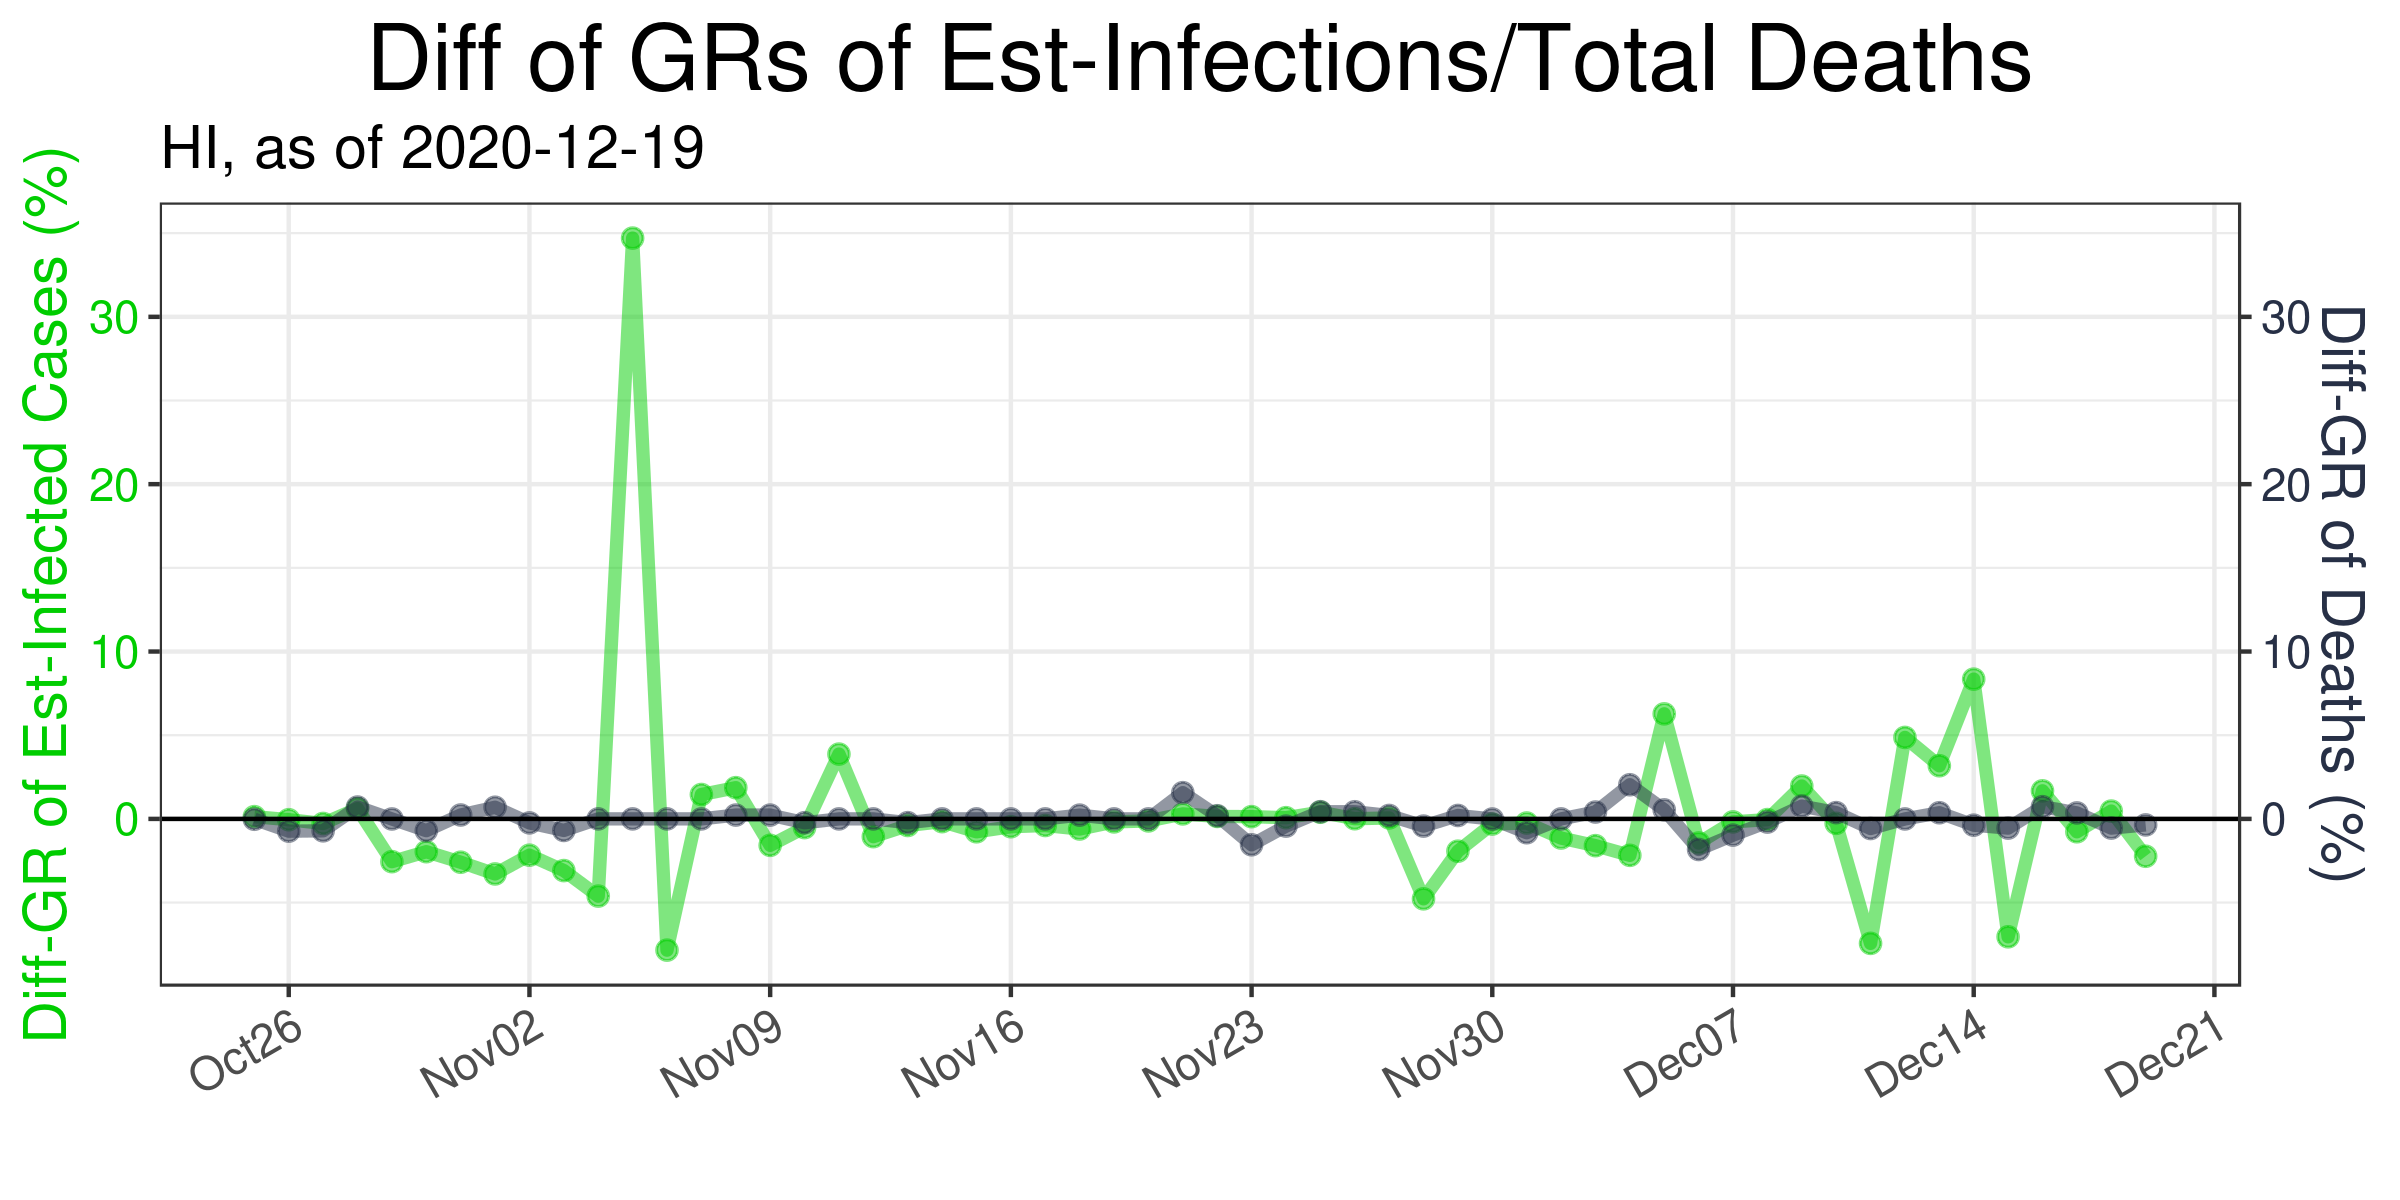 Diff of GRs of Est-Infections/Total Deaths
HI, as of 2020-12-19
Diff-GR of Est-Infected Cases (%)
30
20
10
0
30
20
10
0
Diff-GR of Deaths (%)
Oct26
Nov02
Nov09
Nov16
Nov23
Nov30
Dec07
Dec14
Dec21